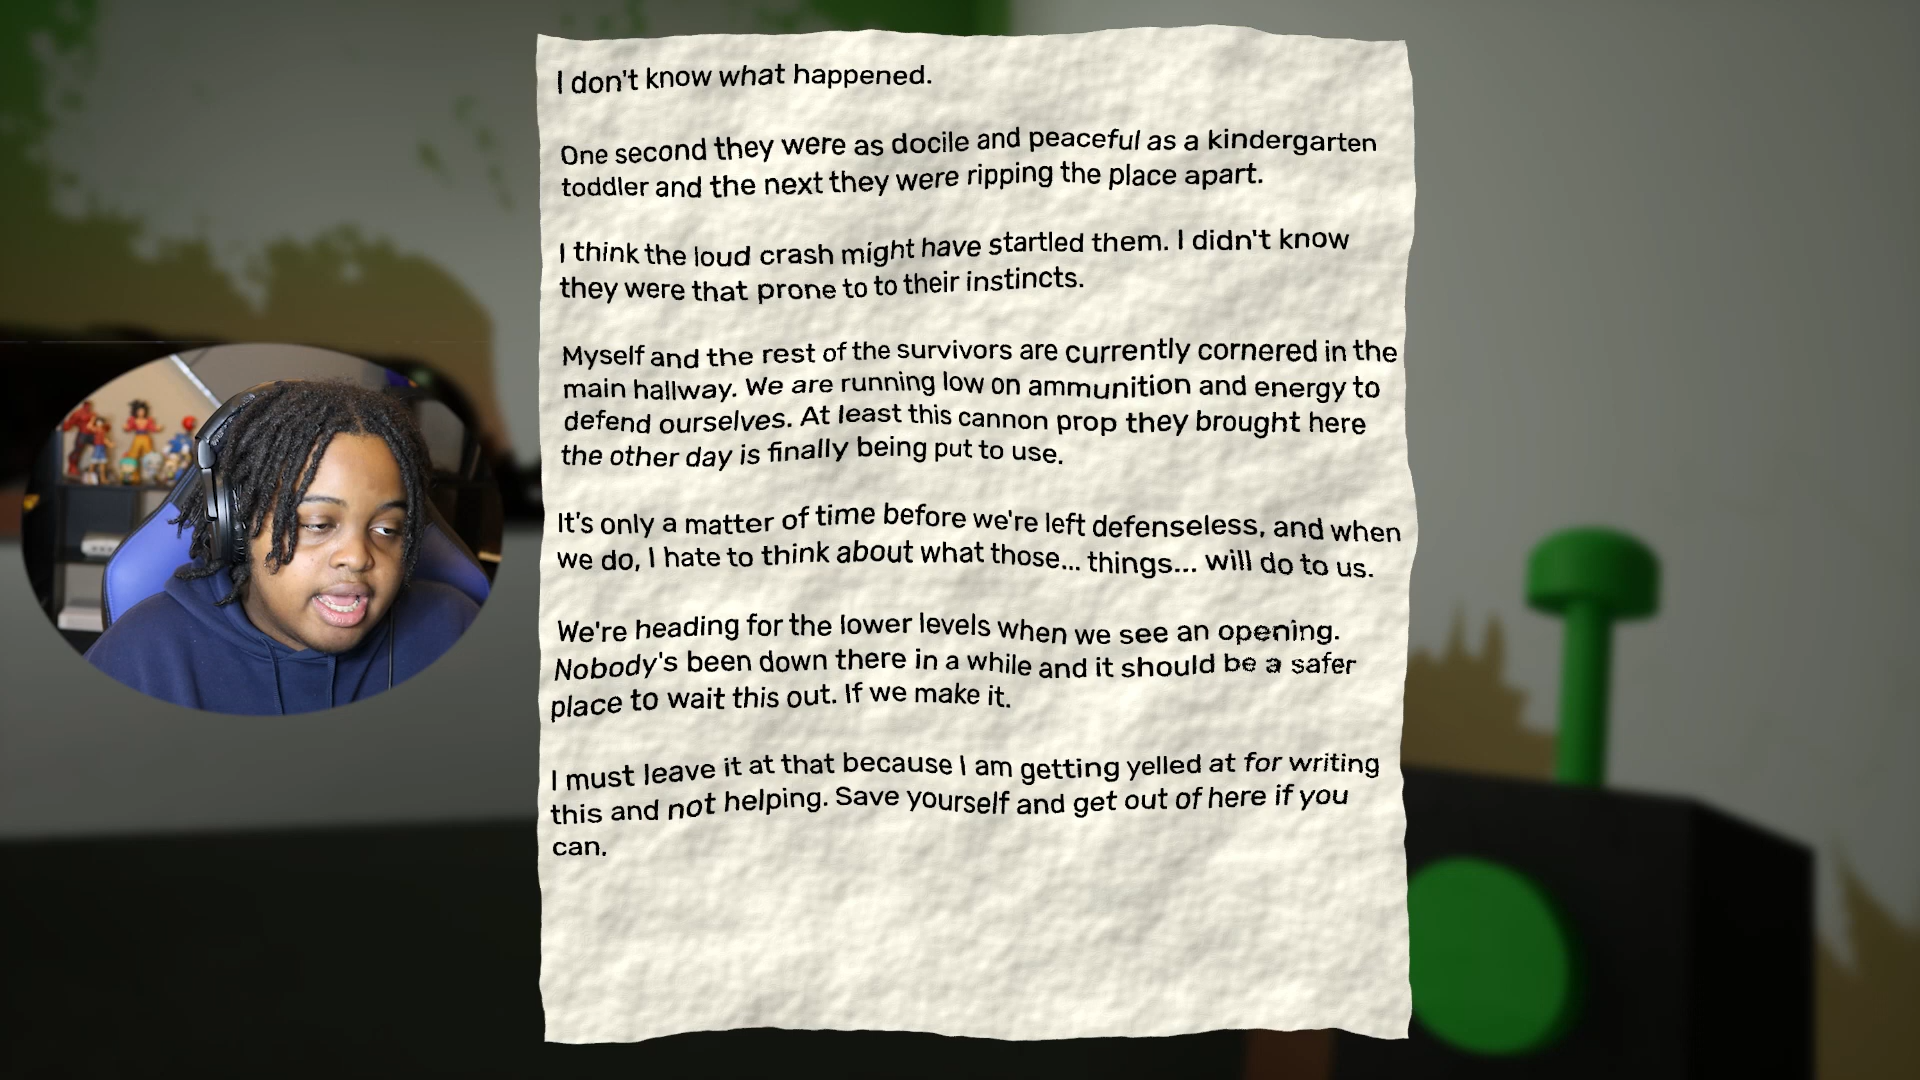 I don't know what happened.
One second they were as docile and peaceful as a kindergarten
toddler and the next they were ripping the place apart.
I think the loud crash might have startled them. I didn't know
they were that prone to to their instincts.
Myself and the rest of the survivors are currently cornered in the
main hallway. We are running low on ammunition and energy to
defend ourselves. At least this cannon prop they brought here
the other day is finally being put to use.
It's only a matter of time before we're left defenseless, and when
we do, I hate to think about what those... things... will do to us.
We're heading for the lower levels when we see an opening.
Nobody's been down there in a while and it should be a safer
place to wait this out. If we make it.
I must leave it at that because I am getting yelled at for writing
this and not helping. Save yourself and get out of here if you
can.